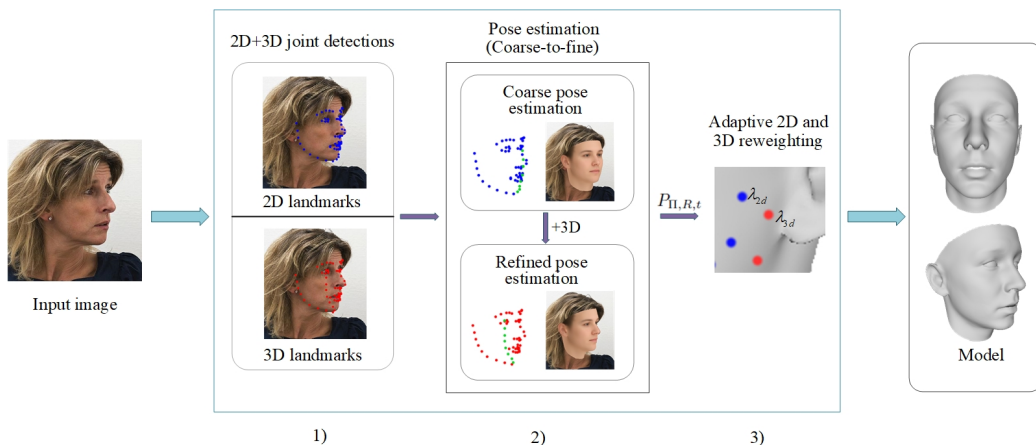 2D+3D joint detections
2D landmarks
3D landmarks
Input image
Pose estimation
(Coarse-to-fine)
Coarse pose
estimation
+3D
Refined pose
estimation
P_{Π,R,t}
Adaptive 2D and
3D reweighting
λ_{2d}
λ_{3d}
Model
1)
2)
3)